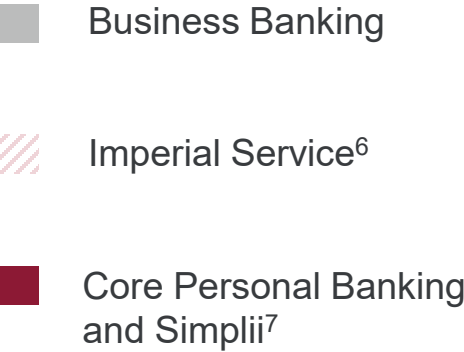 Business Banking
Imperial Service⁶
Core Personal Banking
and Simplii⁷